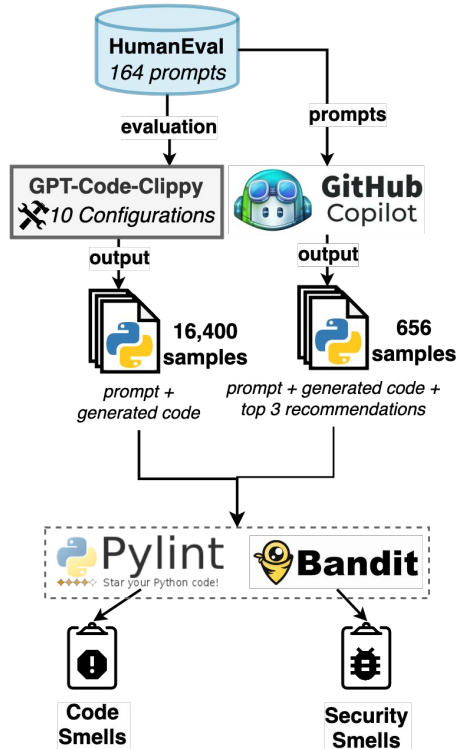 HumanEval
164 prompts
evaluation
prompts
GPT-Code-Clippy
10 Configurations
GitHub
Copilot
output
output
16,400
samples
656
samples
prompt +
generated code
prompt + generated code +
top 3 recommendations
Pylint
Star your Python code!
Bandit
Code
Smells
Security
Smells